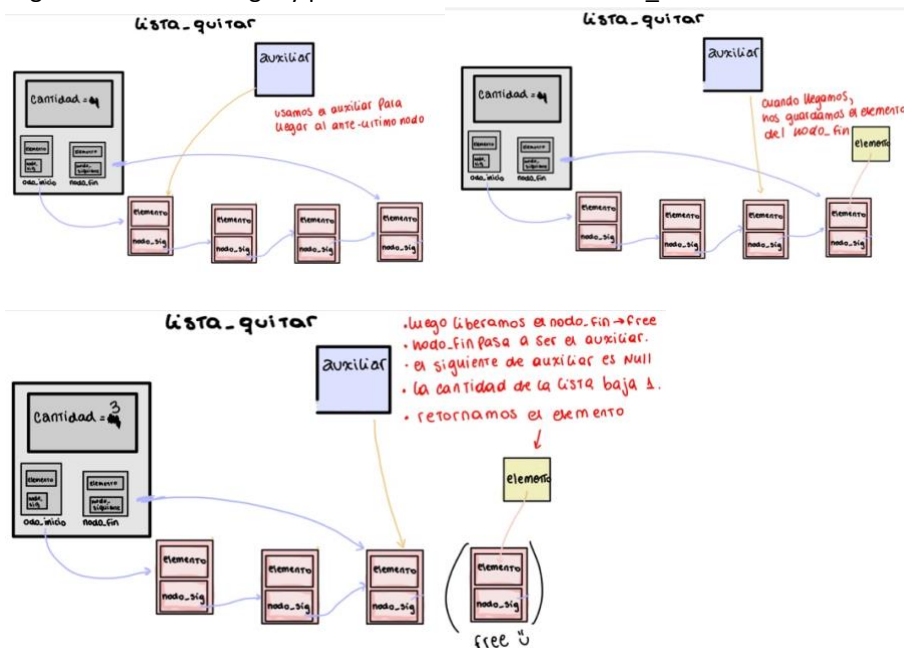 lista_quitar
auxiliar
cantidad = 4
usamos a auxiliar para
llegar al ante-ultimo nodo
elemento
nodo_sig
elemento
nodo_siguiente
nodo_inicio
nodo_fin
elemento
nodo_sig
elemento
nodo_sig
elemento
nodo_sig
elemento
nodo_sig
lista_quitar
auxiliar
cantidad = 4
cuando llegamos,
nos guardamos el elemento
del nodo_fin
elemento
elemento
nodo_sig
elemento
nodo_siguiente
odo_inicio
nodo_fin
elemento
nodo_sig
elemento
nodo_sig
elemento
nodo_sig
elemento
nodo_sig
lista_quitar
auxiliar
• luego liberamos el nodo_fin → free
• nodo_fin pasa a ser el auxiliar.
• el siguiente de auxiliar es NULL
• la cantidad de la lista baja 1.
• retornamos el elemento
3
cantidad = 4
elemento
elemento
nodo_sig
elemento
nodo_siguiente
odo_inicio
nodo_fin
elemento
nodo_sig
elemento
nodo_sig
elemento
nodo_sig
elemento
nodo_sig
free